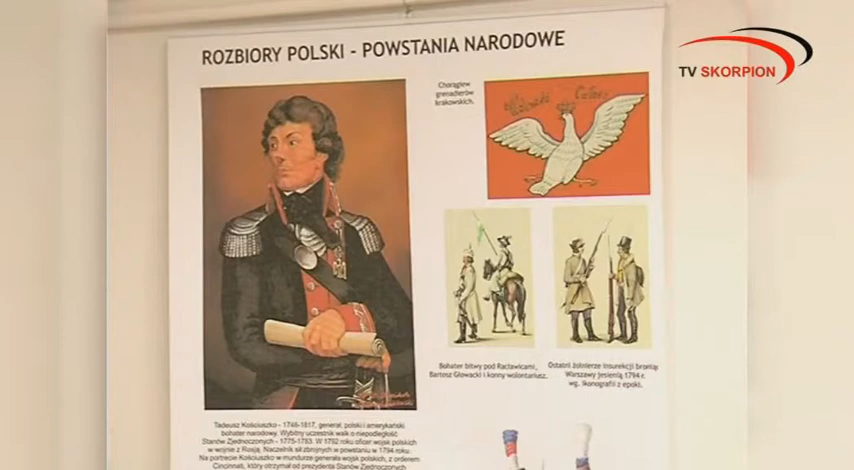 ROZBIORY POLSKI - POWSTANIA NARODOWE
TV SKORPION
Chorągiew
grenadierów
krakowskich.
Bohater bitwy pod Racławicami,
Bartosz Głowacki i konny wolontariusz.
Ostatni żołnierze insurekcji bronią
Warszawy jesienią 1794 r.
wg. ikonografii z epoki.
Tadeusz Kościuszko - 1746-1817, generał, polski i amerykański
bohater narodowy. Wybitny uczestnik walk o niepodległość
Stanów Zjednoczonych - 1775-1783. W 1792 roku oficer wojsk polskich
w wojnie z Rosją. Naczelnik sił zbrojnych w powstaniu w 1794 roku.
Na portrecie Kościuszko w mundurze generała wojsk polskich, z orderem
Cincinnati, który otrzymał od prezydenta Stanów Zjednoczonych